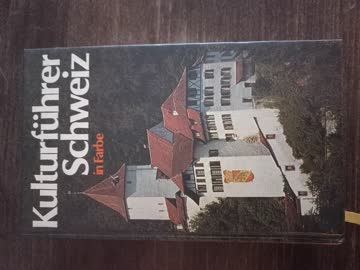 Kulturführer
Schweiz
in Farbe